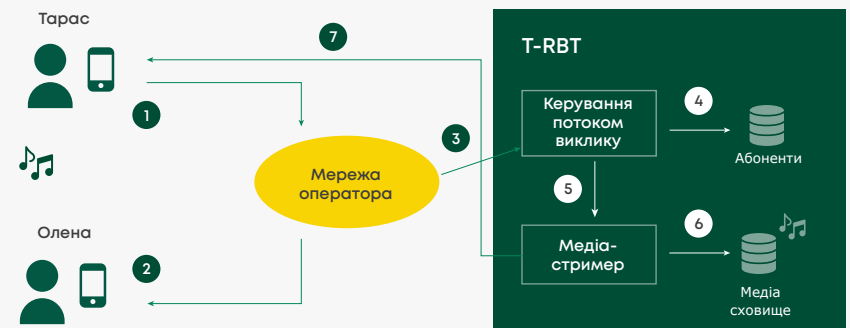 Тарас
7
T-RBT
1
3
Керування
потоком
виклику
4
Абоненти
Мережа
оператора
5
Олена
2
Медіа-
стример
6
Медіа
сховище